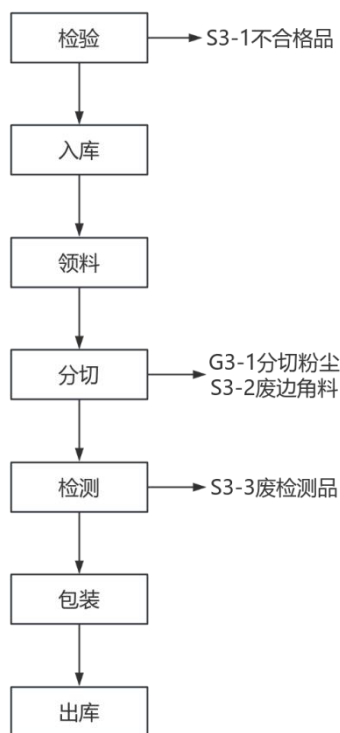 检验
S3-1不合格品
入库
领料
分切
G3-1分切粉尘
S3-2废边角料
检测
S3-3废检测品
包装
出库